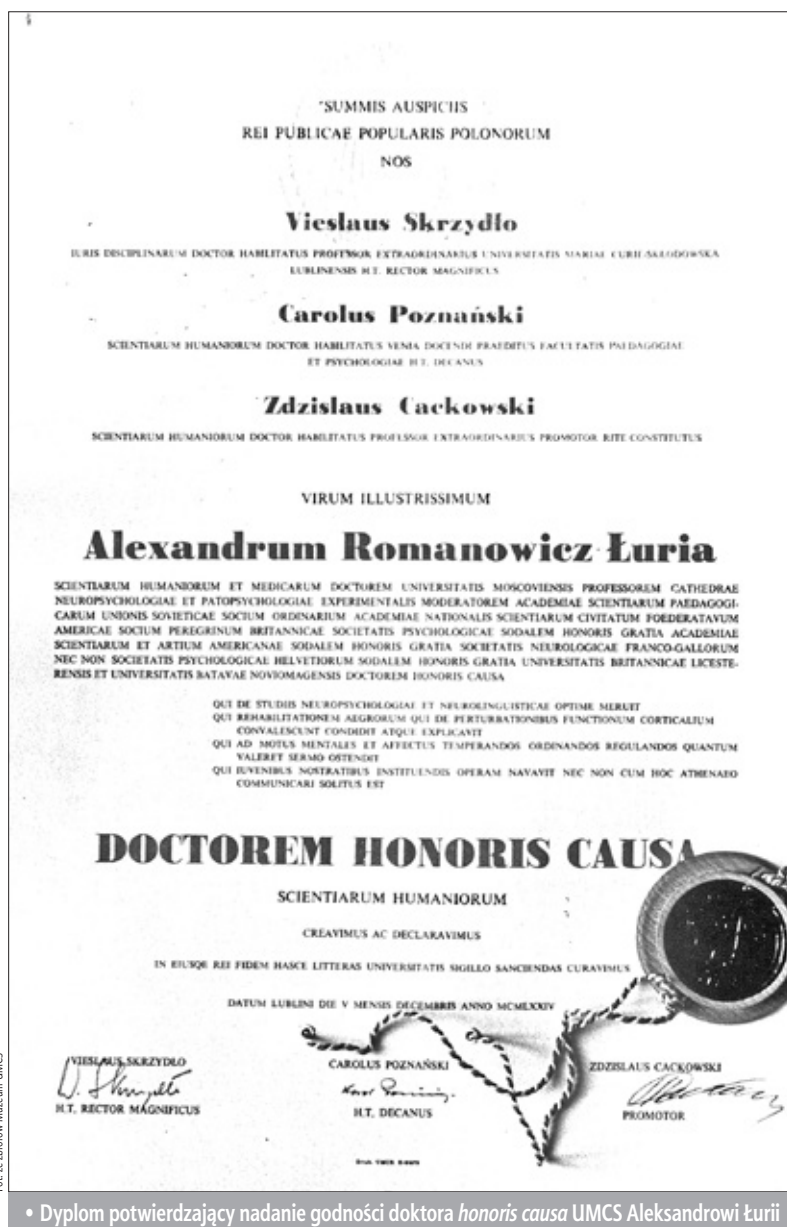 SUMMIS AUSPICIIS
REI PUBLICAE POPULARIS POLONORUM
NOS
Vieslaus Skrzydło
IURIS DISCIPLINARUM DOCTOR HABILITATUS PROFESSOR EXTRAORDINARIUS UNIVERSITATIS MARIAE CURIE-SKŁODOWSKA
LUBLINENSIS H.T. RECTOR MAGNIFICUS
Carolus Poznański
SCIENTIARUM HUMANIORUM DOCTOR HABILITATUS VENIA DOCENDI PRAEDITUS FACULTATIS PAEDAGOGIAE
ET PSYCHOLOGIAE H.T. DECANUS
Zdzislaus Cackowski
SCIENTIARUM HUMANIORUM DOCTOR HABILITATUS PROFESSOR EXTRAORDINARIUS PROMOTOR RITE CONSTITUTUS
VIRUM ILLUSTRISSIMUM
Alexandrum Romanowicz Łuria
SCIENTIARUM HUMANIORUM ET MEDICARUM DOCTOREM UNIVERSITATIS MOSCOVIENSIS PROFESSOREM CATHEDRAE
NEUROPSYCHOLOGIAE ET PATOPSYCHOLOGIAE EXPERIMENTALIS MODERATOREM ACADEMIAE SCIENTIARUM PAEDAGOGI-
CARUM UNIONIS SOVIETICAE SOCIUM ORDINARIUM ACADEMIAE NATIONALIS SCIENTIARUM CIVITATUM FOEDERATAVUM
AMERICAE SOCIUM PEREGRINUM BRITANNICAE SOCIETATIS PSYCHOLOGICAE SODALEM HONORIS GRATIA ACADEMIAE
SCIENTIARUM ET ARTIUM AMERICANAE SODALEM HONORIS GRATIA SOCIETATIS NEUROLOGICAE FRANCO-GALLORUM
NEC NON SOCIETATIS PSYCHOLOGICAE HELVETIORUM SODALEM HONORIS GRATIA UNIVERSITATIS BRITANNICAE LICESTE-
RENSIS ET UNIVERSITATIS BATAVAE NOVIOMAGENSIS DOCTOREM HONORIS CAUSA
QUI DE STUDIIS NEUROPSYCHOLOGIAE ET NEUROLINGUISTICAE OPTIME MERUIT
QUI REHABILITATIONEM AEGRORUM QUI DE PERTURBATIONIBUS FUNCTIONUM CORTICALIUM
CONVALESCUNT CONDIDIT ATQUE EXPLICAVIT
QUI AD MOTUS MENTALES ET AFFECTUS TEMPERANDOS ORDINANDOS REGULANDOS QUANTUM
VALERET SERMO OSTENDIT
QUI IUVENIBUS NOSTRATIBUS INSTITUENDIS OPERAM NAVAVIT NEC NON CUM HOC ATHENAEO
COMMUNICARI SOLITUS EST
DOCTOREM HONORIS CAUSA
SCIENTIARUM HUMANIORUM
CREAVIMUS AC DECLARAVIMUS
IN EIUSQE REI FIDEM HASCE LITTERAS UNIVERSITATIS SIGILLO SANCIENDAS CURAVIMUS
DATUM LUBLINI DIE V MENSIS DECEMBRIS ANNO MCMLXXIV
VIESLAUS SKRZYDŁO
H.T. RECTOR MAGNIFICUS
CAROLUS POZNAŃSKI
H.T. DECANUS
ZDZISLAUS CACKOWSKI
PROMOTOR
• Dyplom potwierdzający nadanie godności doktora honoris causa UMCS Aleksandrowi Łurii